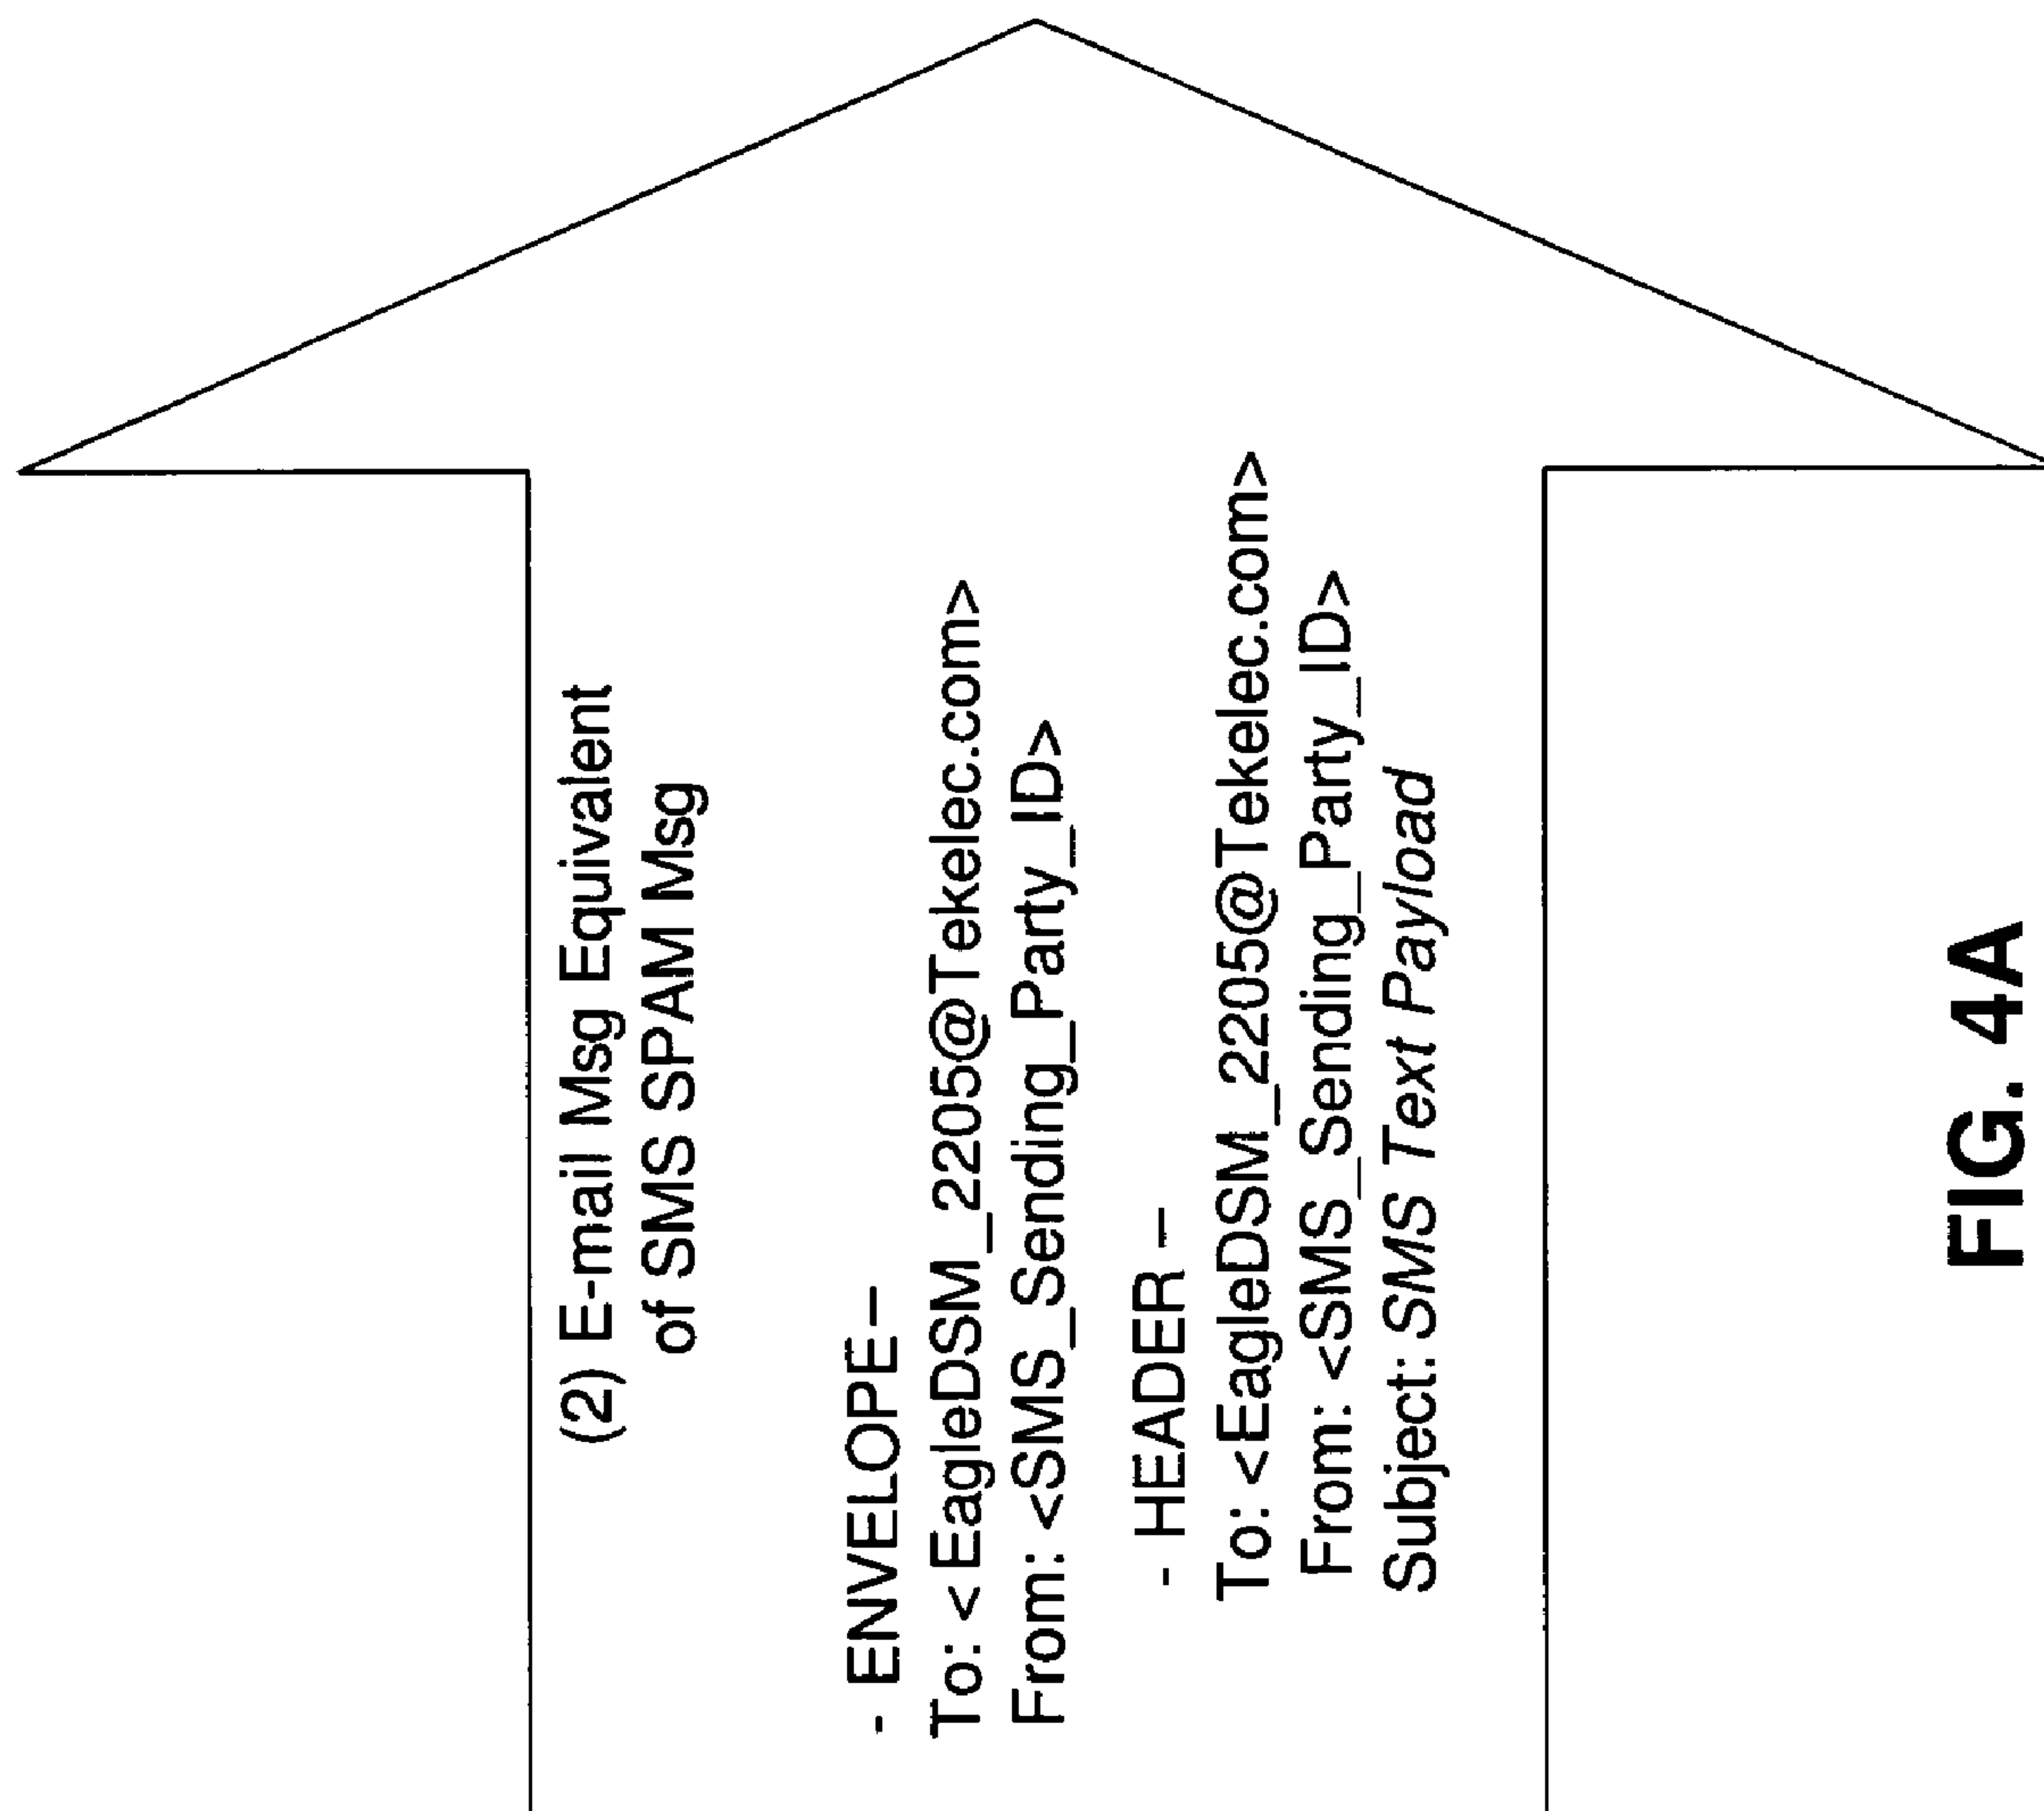 (2) E-mail Msg Equivalent
of SMS SPAM Msg
- ENVELOPE–
To: <EagleDSM_2205@Tekelec.com>
From: <SMS_Sending_Party_ID>
- HEADER –
To: <EagleDSM_2205@Tekelec.com>
From: <SMS_Sending_Party_ID>
Subject: SMS Text Payload
FIG. 4A